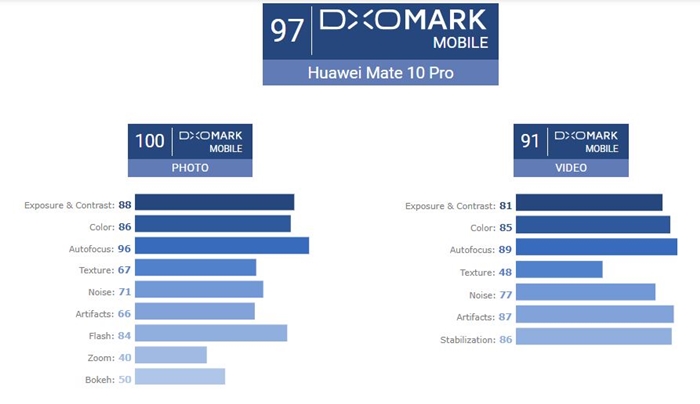 97 DXOMARK
MOBILE
Huawei Mate 10 Pro
100 DXOMARK
MOBILE
PHOTO
Exposure & Contrast: 88
Color: 86
Autofocus: 96
Texture: 67
Noise: 71
Artifacts: 66
Flash: 84
Zoom: 40
Bokeh: 50
91 DXOMARK
MOBILE
VIDEO
Exposure & Contrast: 81
Color: 85
Autofocus: 89
Texture: 48
Noise: 77
Artifacts: 87
Stabilization: 86